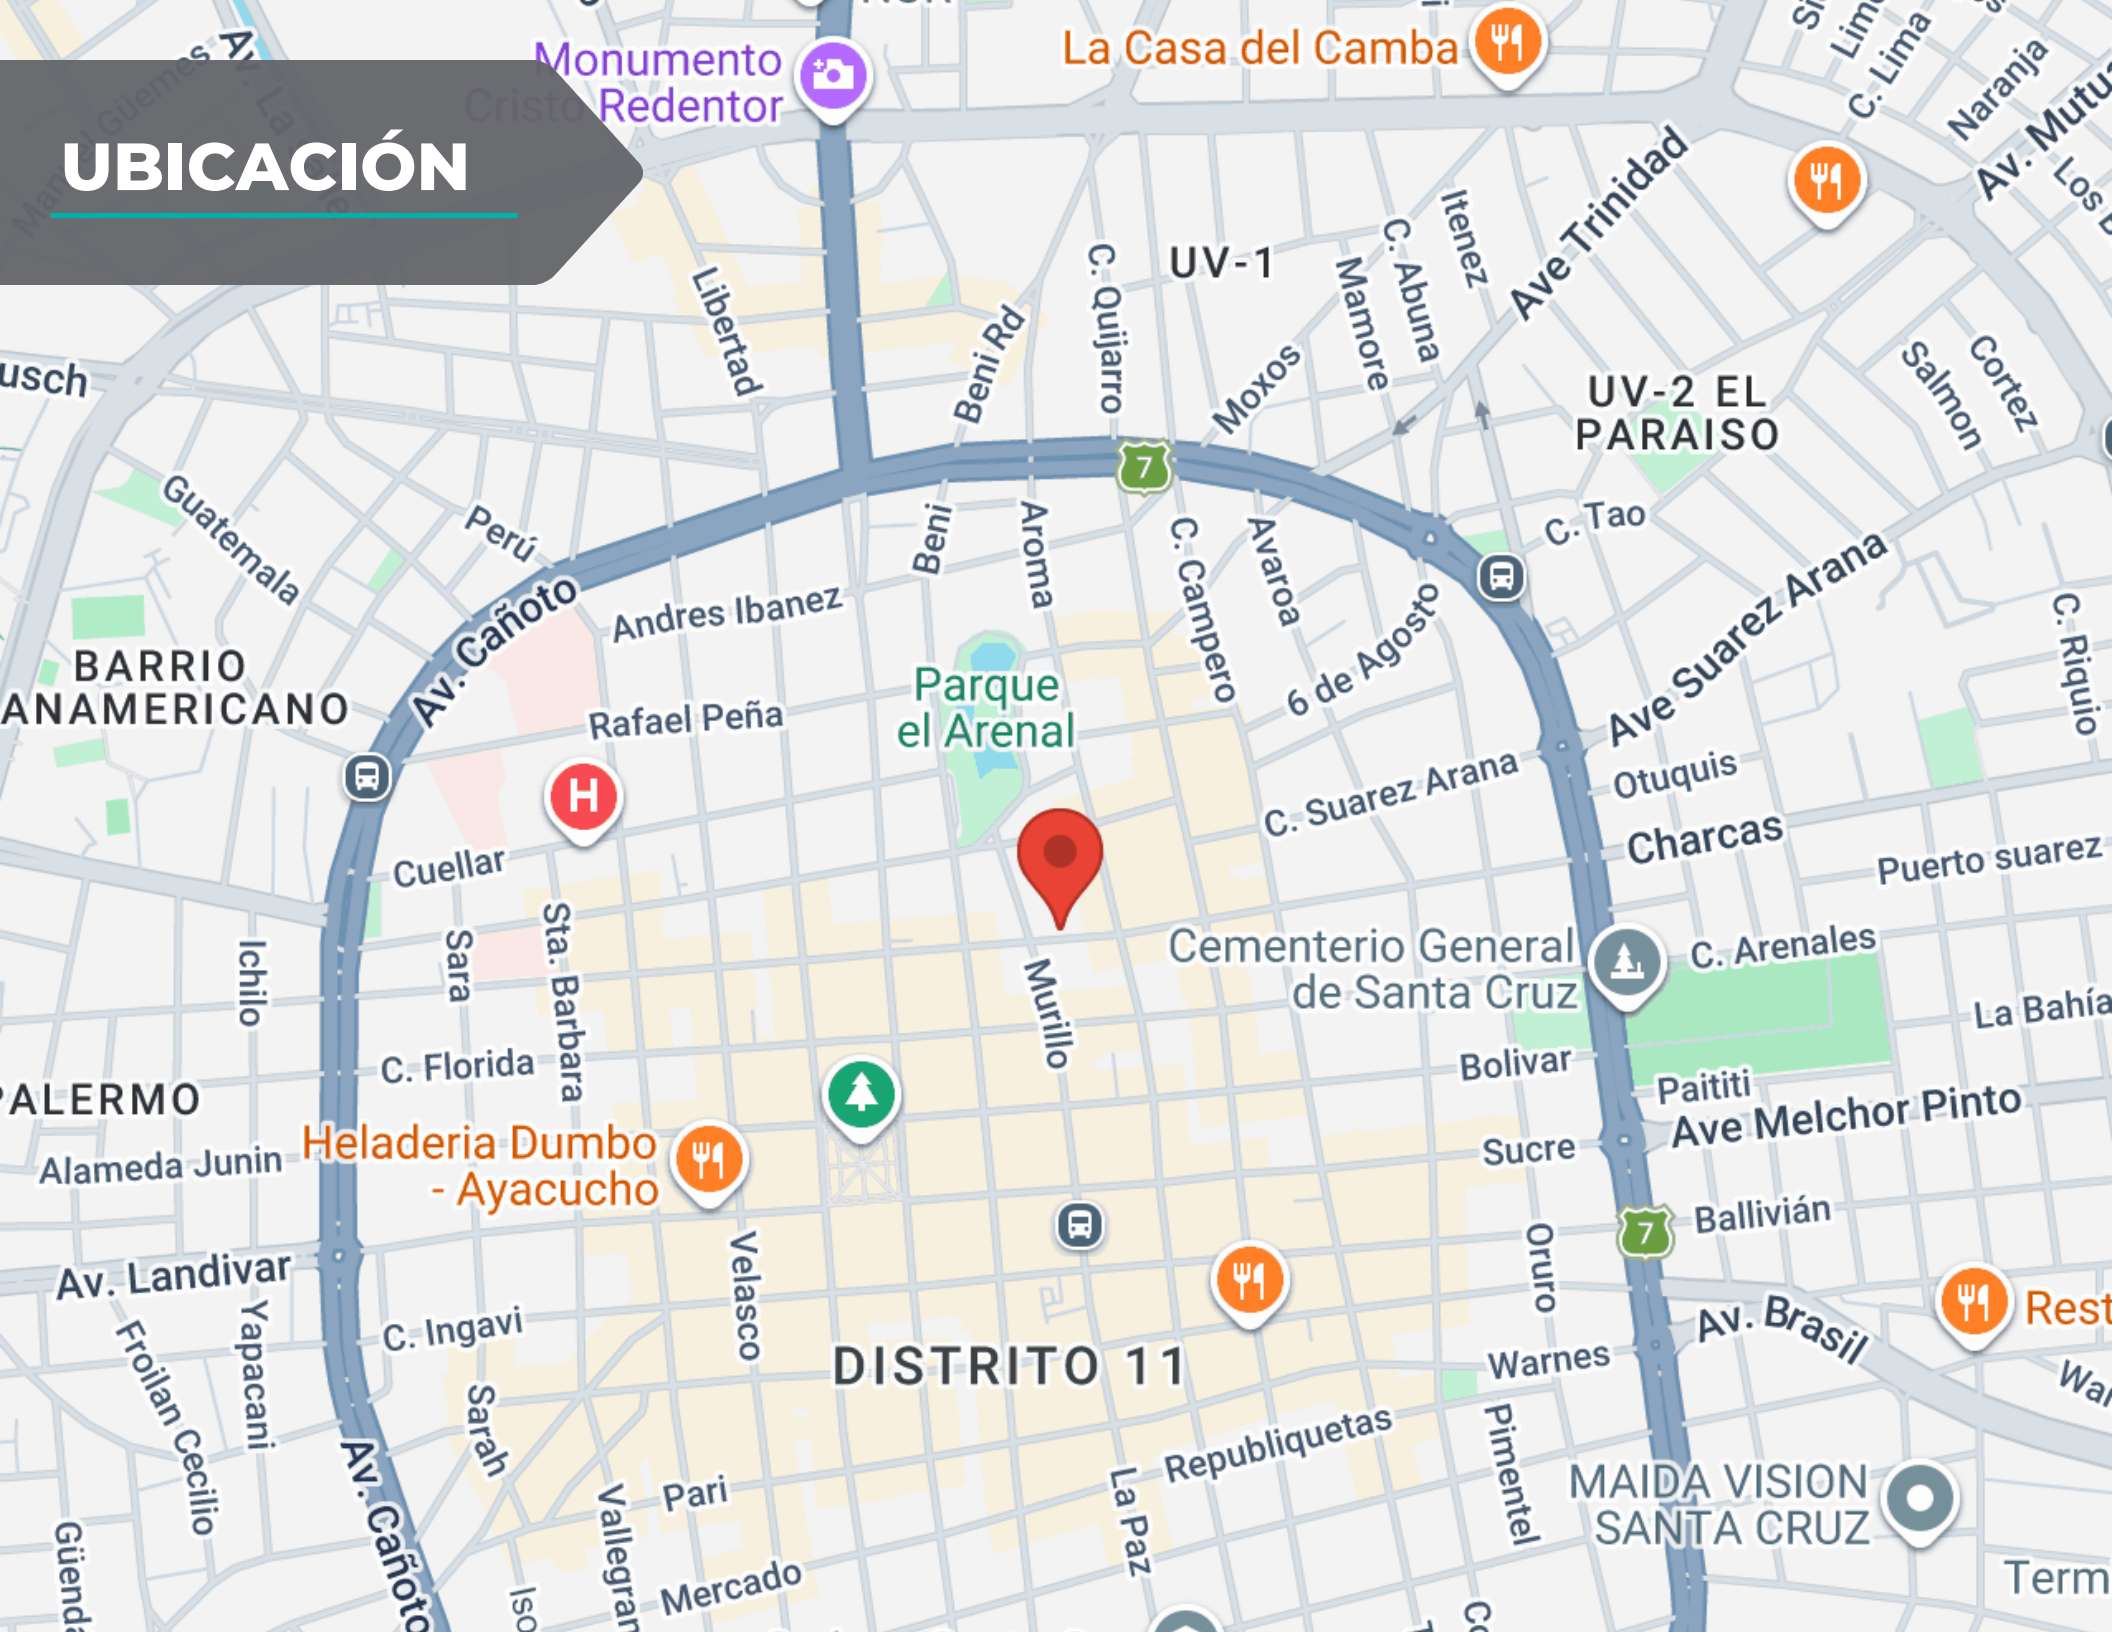 Monumento
Cristo Redentor
La Casa del Camba
C. Lima
Naranja
Av. La
UBICACIÓN
Ave Trinidad
UV-1
C. Quijarro
Itenez
C. Abuna
Mamore
Libertad
Beni Rd
Moxos
UV-2 EL
PARAISO
Cortez
Salmon
usch
Guatemala
Perú
Av. Cañoto
Andres Ibanez
Beni
Aroma
7
C. Campero
Avaroa
6 de Agosto
C. Tao
Ave Suarez Arana
C. Riquio
BARRIO
ANAMERICANO
Rafael Peña
Parque
el Arenal
C. Suarez Arana
Otuquis
Charcas
Puerto suarez
H
Cuellar
Sta. Barbara
Sara
Ichilo
Murillo
Cementerio General
de Santa Cruz
C. Arenales
La Bahía
C. Florida
Bolivar
Paititi
Ave Melchor Pinto
PALERMO
Alameda Junin
Heladeria Dumbo
- Ayacucho
Sucre
Ballivián
7
Oruro
Velasco
Av. Landivar
Yapacani
Froilan Cecilio
C. Ingavi
DISTRITO 11
Warnes
Av. Brasil
Rest
Sarah
Pari
Republiquetas
Pimentel
La Paz
MAIDA VISION
SANTA CRUZ
Av. Cañoto
Vallegran
Mercado
Güenda
Iso
Term